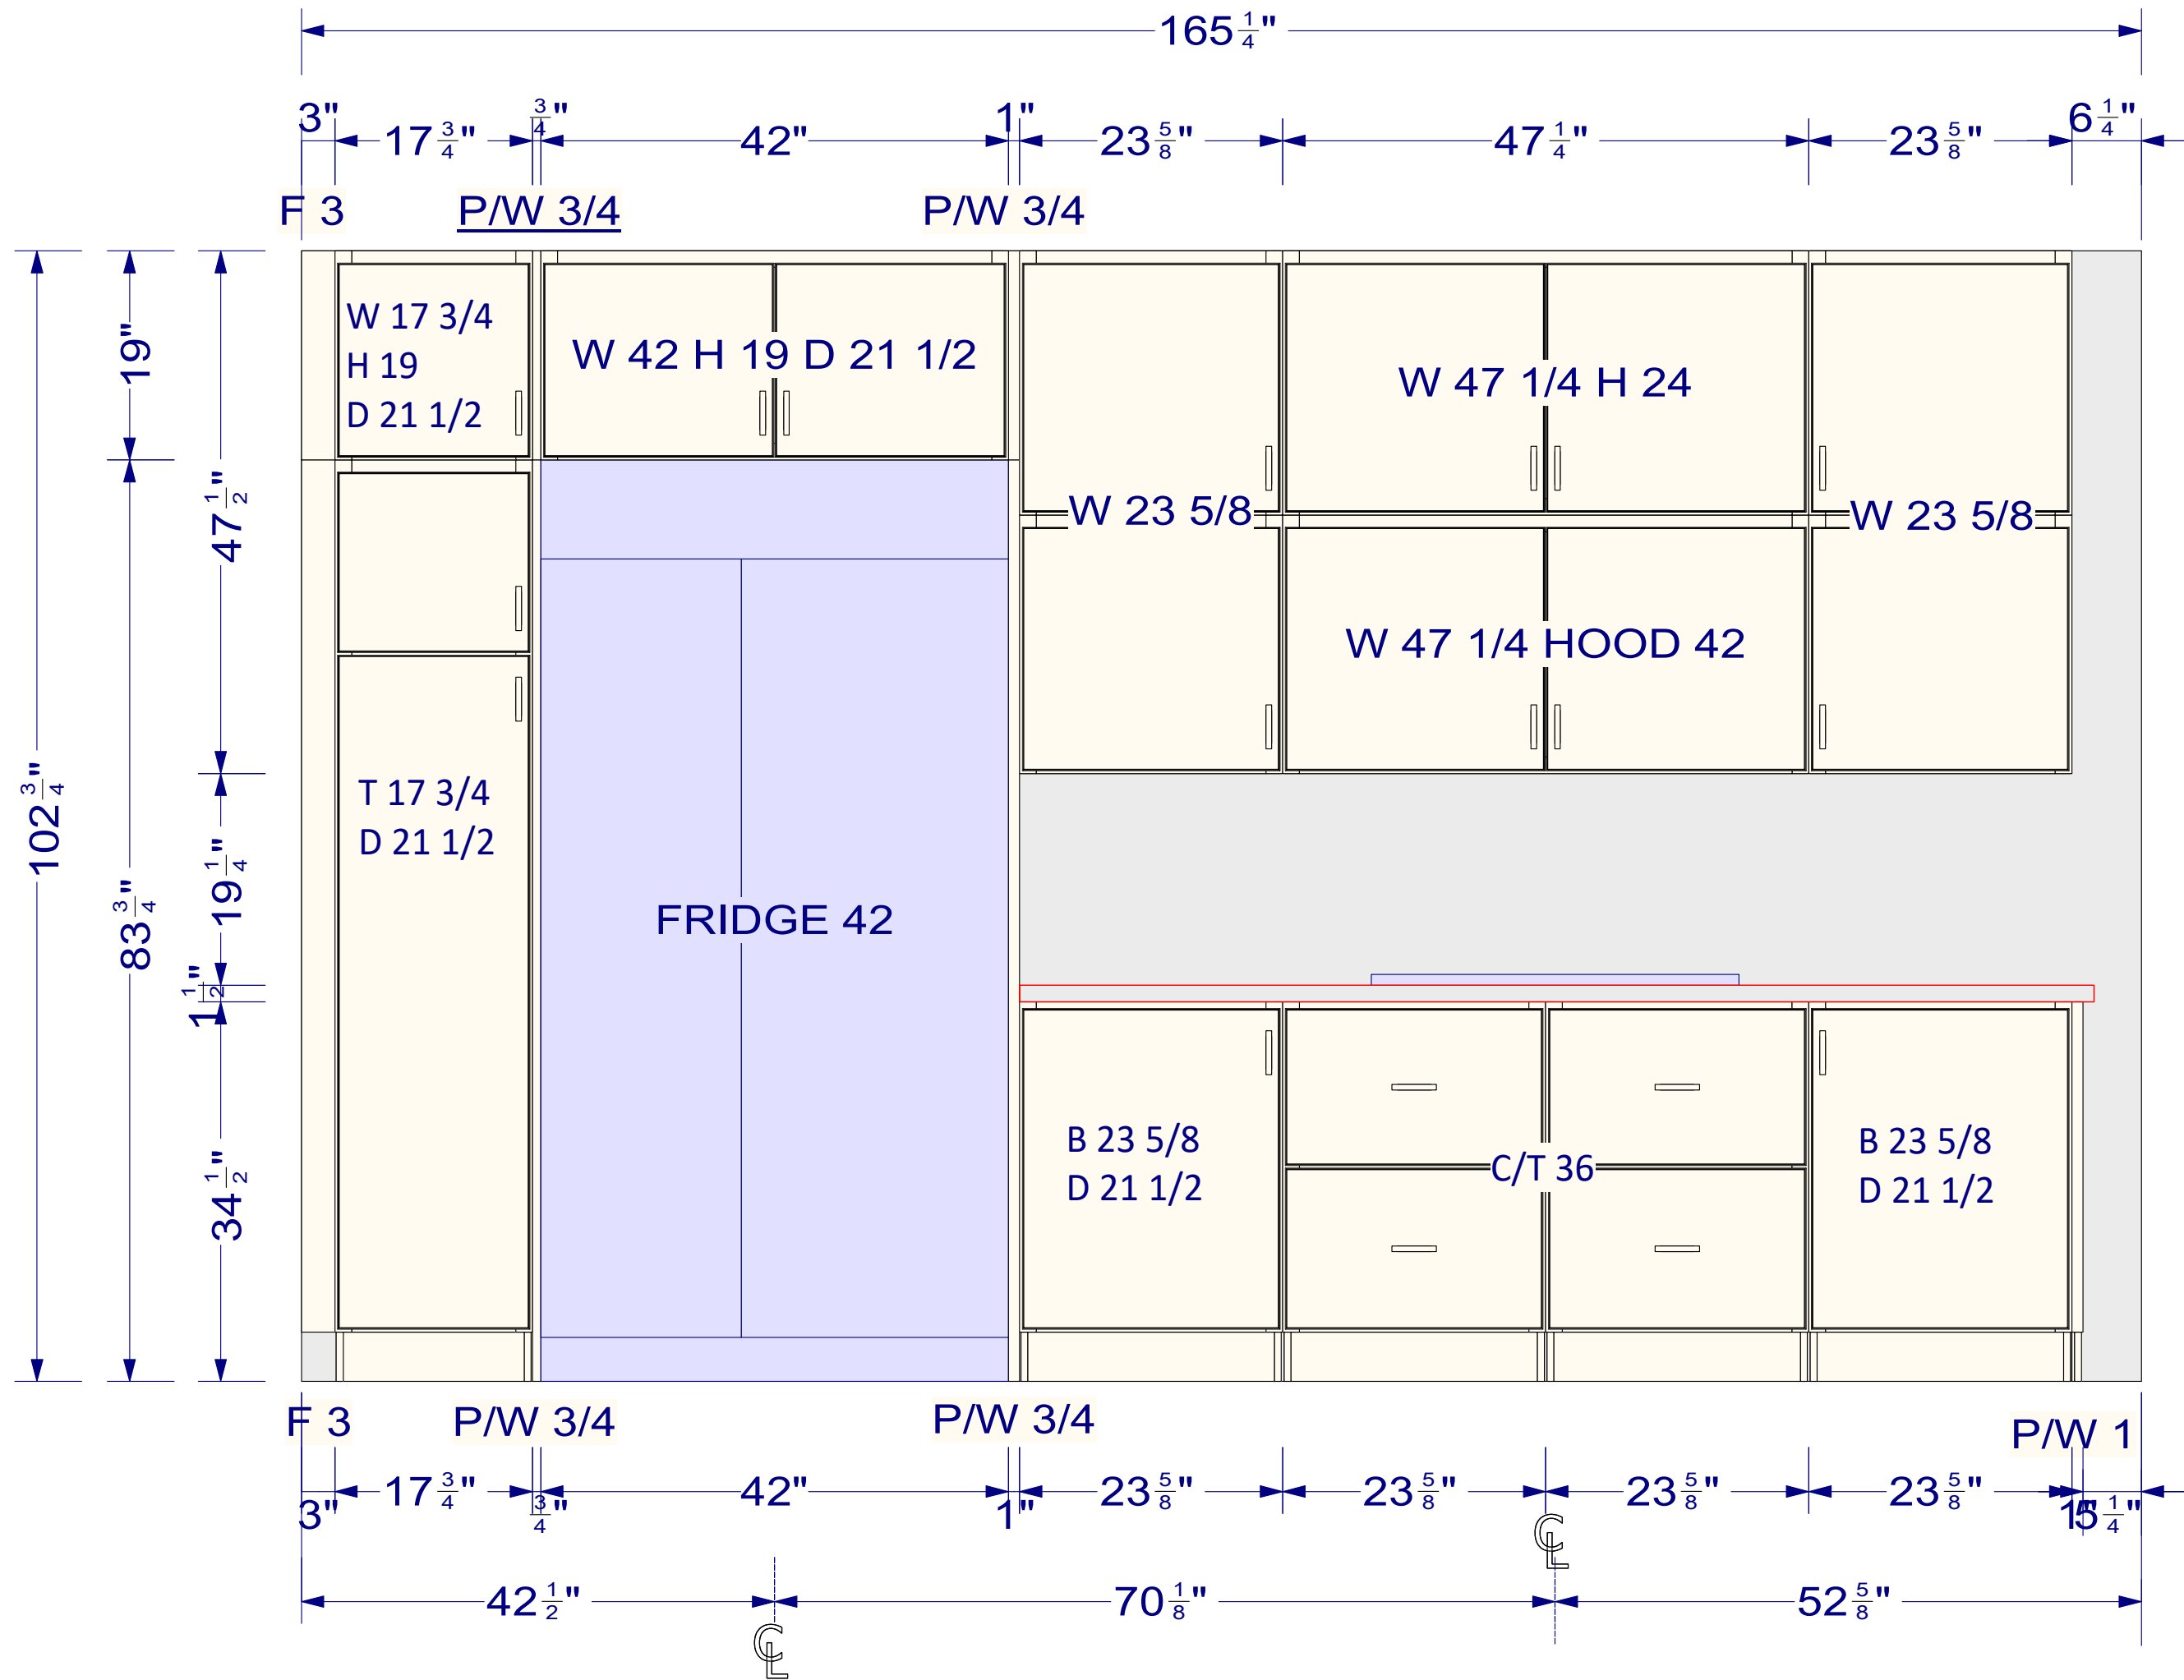 165 1/4"
3" 17 3/4" 3/4" 42" 1" 23 5/8" 47 1/4" 23 5/8" 6 1/4"
F 3 P/W 3/4 P/W 3/4
W 17 3/4
H 19
D 21 1/2
W 42 H 19 D 21 1/2
W 47 1/4 H 24
W 23 5/8
W 23 5/8
W 47 1/4 HOOD 42
19"
47 1/2"
102 3/4"
83 3/4"
19 1/4"
1 1/2"
34 1/2"
T 17 3/4
D 21 1/2
FRIDGE 42
B 23 5/8
D 21 1/2
C/T 36
B 23 5/8
D 21 1/2
F 3 P/W 3/4 P/W 3/4 P/W 1
3" 17 3/4" 3/4" 42" 1" 23 5/8" 23 5/8" 23 5/8" 23 5/8" 1" 5 1/4"
CL
42 1/2" 70 1/8" 52 5/8"
CL